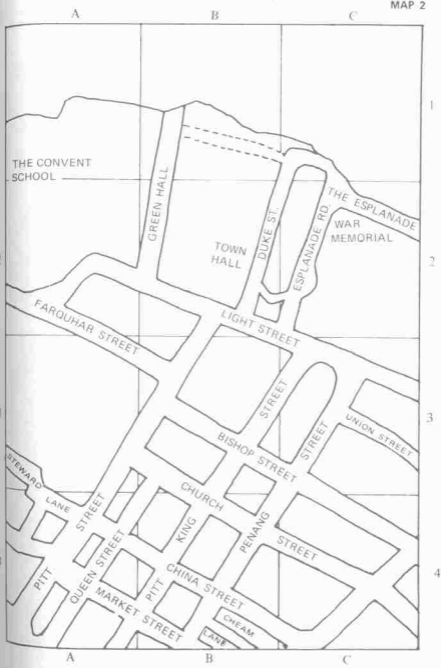 MAP 2
A
B
C
1
THE CONVENT
SCHOOL
GREEN HALL
THE ESPLANADE
WAR
MEMORIAL
ESPLANADE RD.
DUKE ST.
TOWN
HALL
2
2
LIGHT STREET
FARQUHAR STREET
STREET
STREET
UNION STREET
3
BISHOP STREET
STEWARD
LANE
STREET
CHURCH
STREET
KING
PENANG
QUEEN STREET
PITT
PITT
CHINA STREET
MARKET STREET
CHEAM
LANE
4
A
B
C